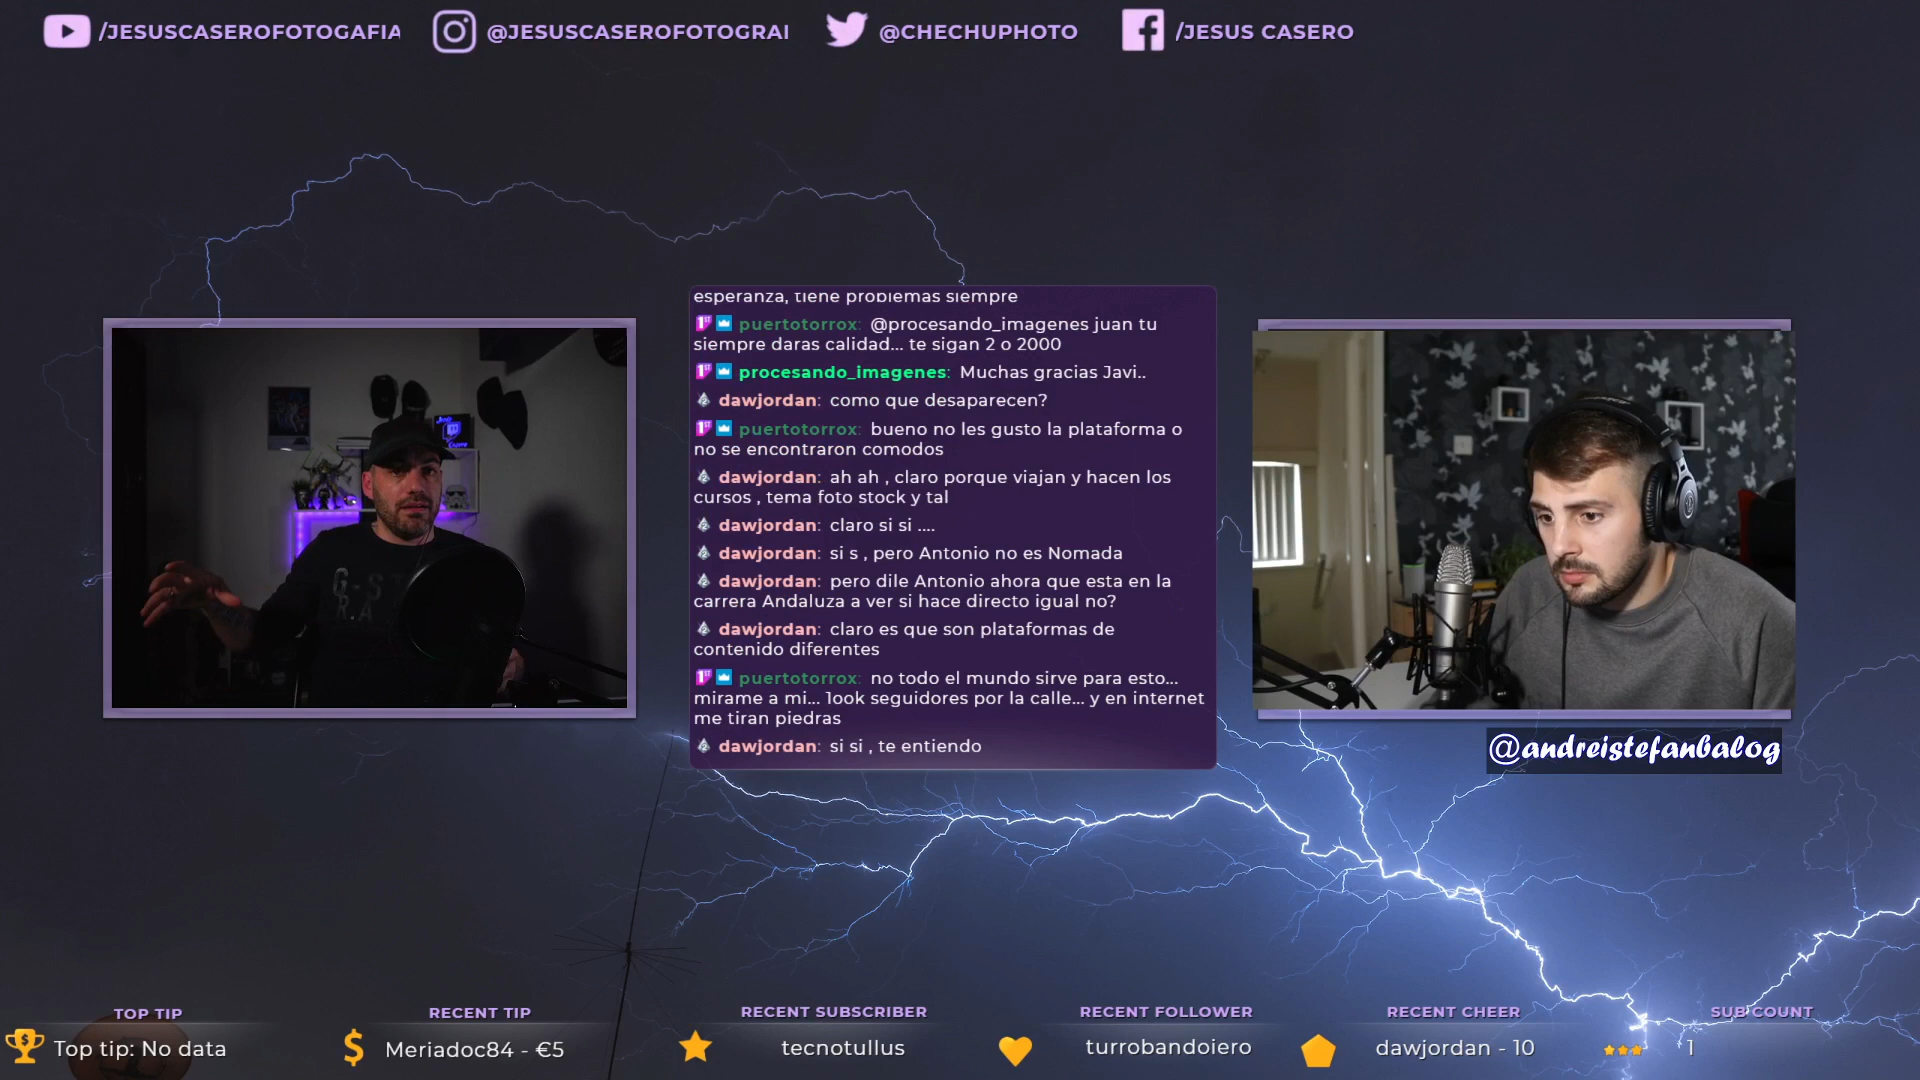 /JESUSCASEROFOTOGAFIA
@JESUSCASEROFOTOGRAI
@CHECHUPHOTO
/JESUS CASERO
esperanza, tiene problemas siempre
puertotorrox: @procesando_imagenes juan tu
siempre daras calidad... te sigan 2 o 2000
procesando_imagenes: Muchas gracias Javi..
dawjordan: como que desaparecen?
puertotorrox: bueno no les gusto la plataforma o
no se encontraron comodos
dawjordan: ah ah , claro porque viajan y hacen los
cursos , tema foto stock y tal
dawjordan: claro si si ....
dawjordan: si s , pero Antonio no es Nomada
dawjordan: pero dile Antonio ahora que esta en la
carrera Andaluza a ver si hace directo igual no?
dawjordan: claro es que son plataformas de
contenido diferentes
puertotorrox: no todo el mundo sirve para esto...
mirame a mi... 1ook seguidores por la calle... y en internet
me tiran piedras
dawjordan: si si , te entiendo
@andreistefanbalog
TOP TIP
Top tip: No data
RECENT TIP
Meriadoc84 - €5
RECENT SUBSCRIBER
tecnotullus
RECENT FOLLOWER
turrobandoiero
RECENT CHEER
dawjordan - 10
SUB COUNT
1